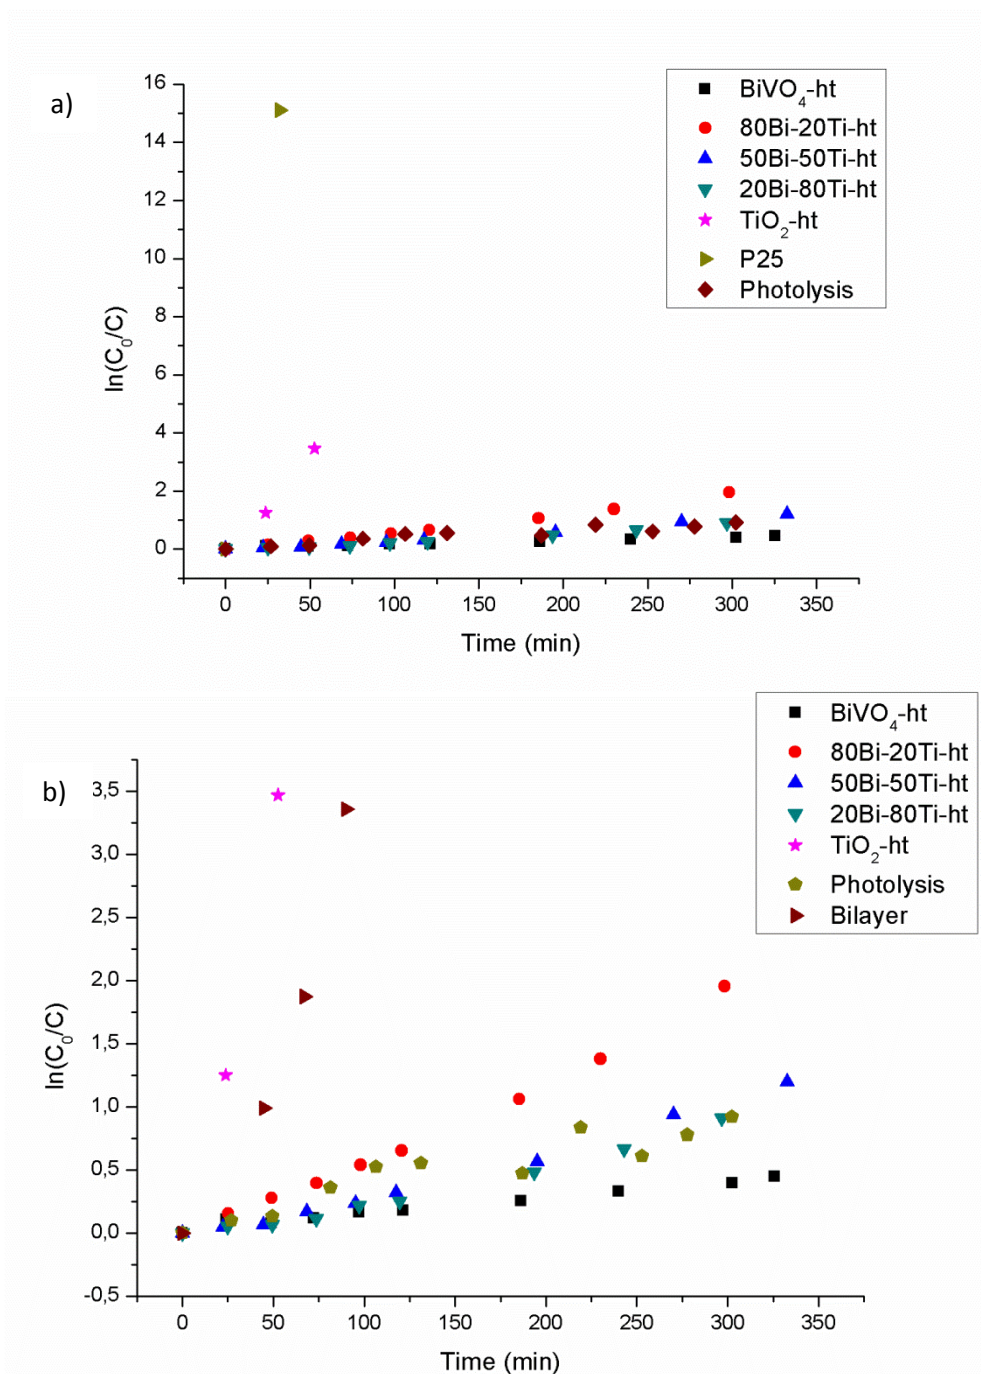 a)
16
14
12
10
8
6
4
2
0
ln(C₀/C)
0 50 100 150 200 250 300 350
Time (min)
BiVO₄-ht
80Bi-20Ti-ht
50Bi-50Ti-ht
20Bi-80Ti-ht
TiO₂-ht
P25
Photolysis
b)
3,5
3,0
2,5
2,0
1,5
1,0
0,5
0,0
-0,5
ln(C₀/C)
0 50 100 150 200 250 300 350
Time (min)
BiVO₄-ht
80Bi-20Ti-ht
50Bi-50Ti-ht
20Bi-80Ti-ht
TiO₂-ht
Photolysis
Bilayer